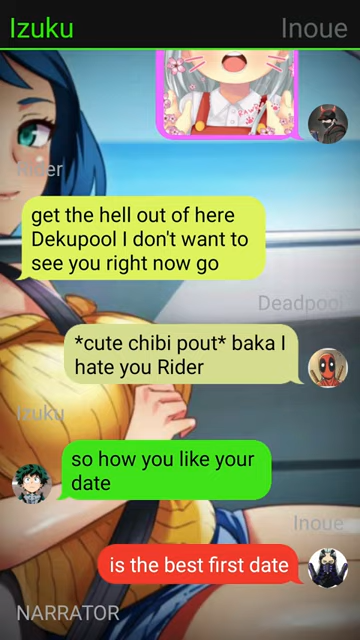 Izuku Inoue
Rider
get the hell out of here
Dekupool I don't want to
see you right now go
Deadpool
*cute chibi pout* baka I
hate you Rider
Izuku
so how you like your
date
Inoue
is the best first date
NARRATOR